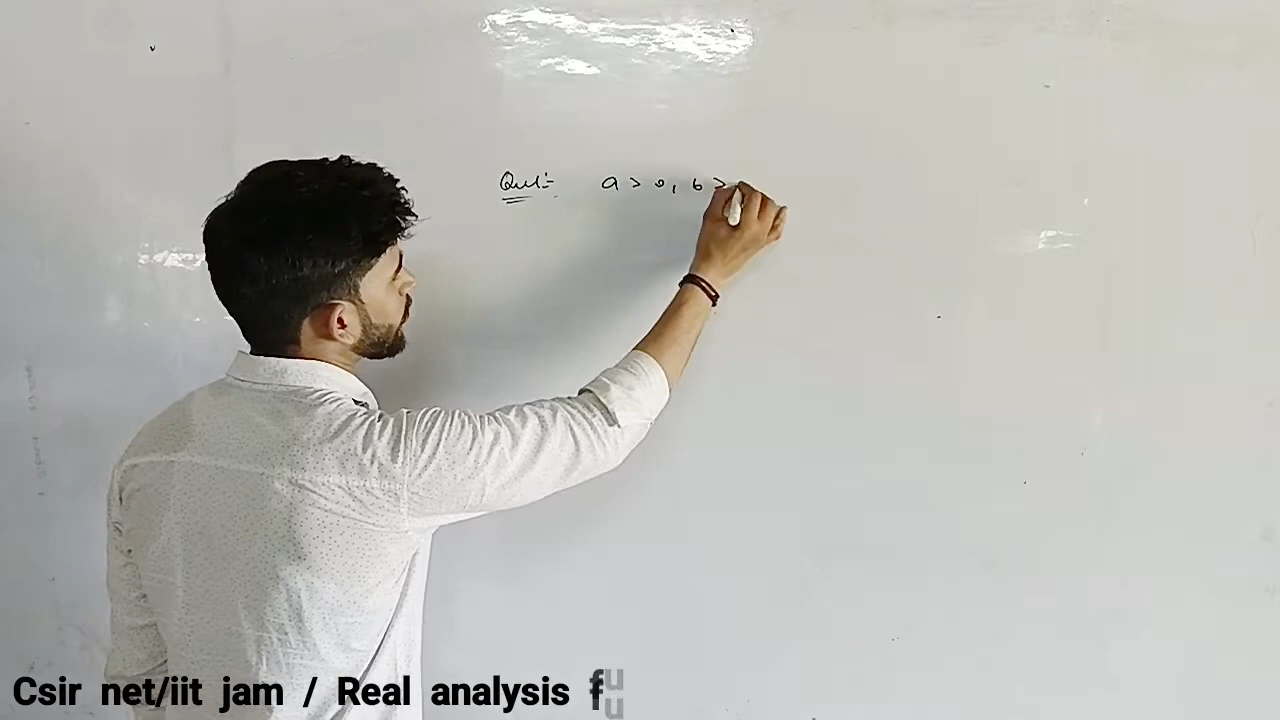 Que:- a > 0, b >
Csir net/iit jam / Real analysis f